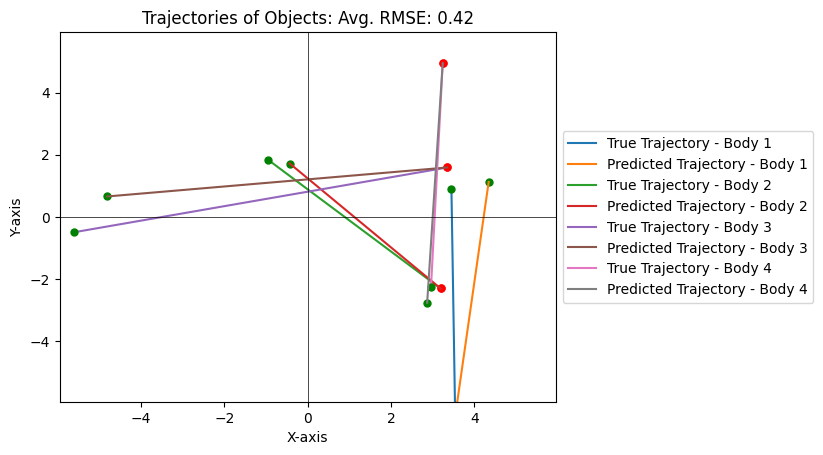 Trajectories of Objects: Avg. RMSE: 0.42
4
2
0
−2
−4
Y-axis
−4
−2
0
2
4
X-axis
True Trajectory - Body 1
Predicted Trajectory - Body 1
True Trajectory - Body 2
Predicted Trajectory - Body 2
True Trajectory - Body 3
Predicted Trajectory - Body 3
True Trajectory - Body 4
Predicted Trajectory - Body 4